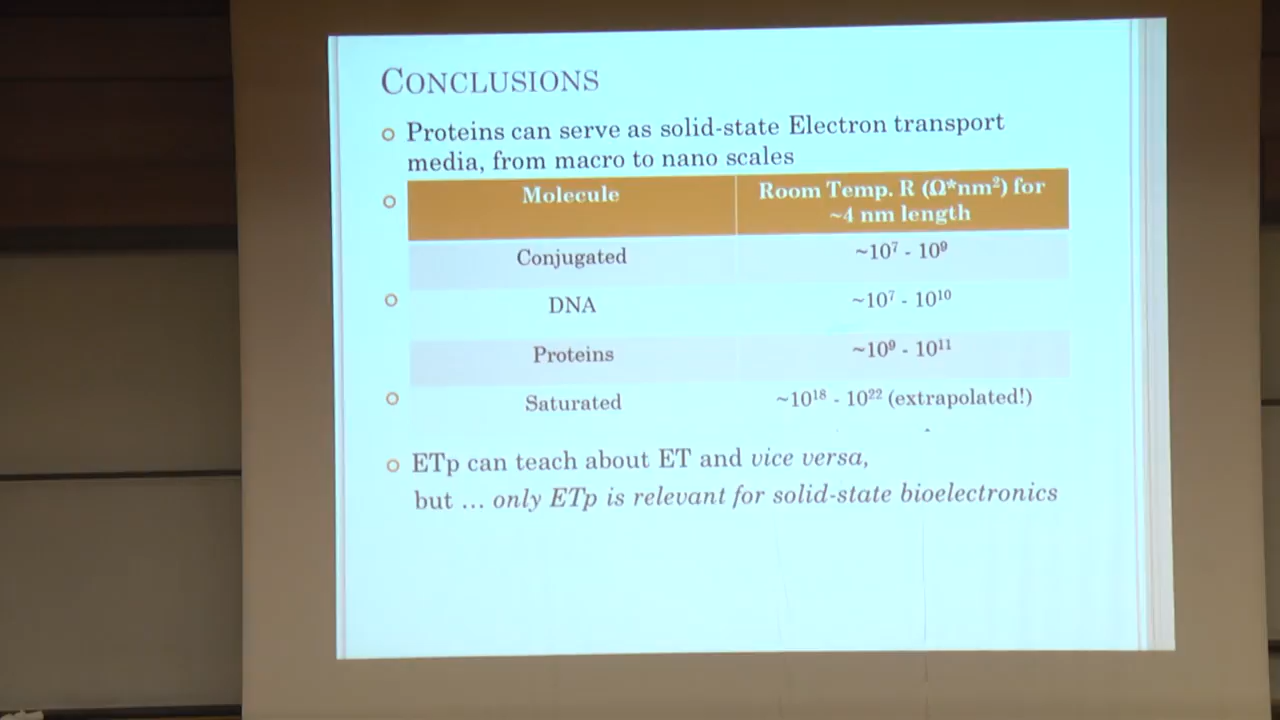 CONCLUSIONS
Proteins can serve as solid-state Electron transport
media, from macro to nano scales
Molecule
Room Temp. R (Ω*nm²) for
~4 nm length
Conjugated
~10⁷ - 10⁹
DNA
~10⁷ - 10¹⁰
Proteins
~10⁹ - 10¹¹
Saturated
~10¹⁸ - 10²² (extrapolated!)
ETp can teach about ET and vice versa,
but ... only ETp is relevant for solid-state bioelectronics